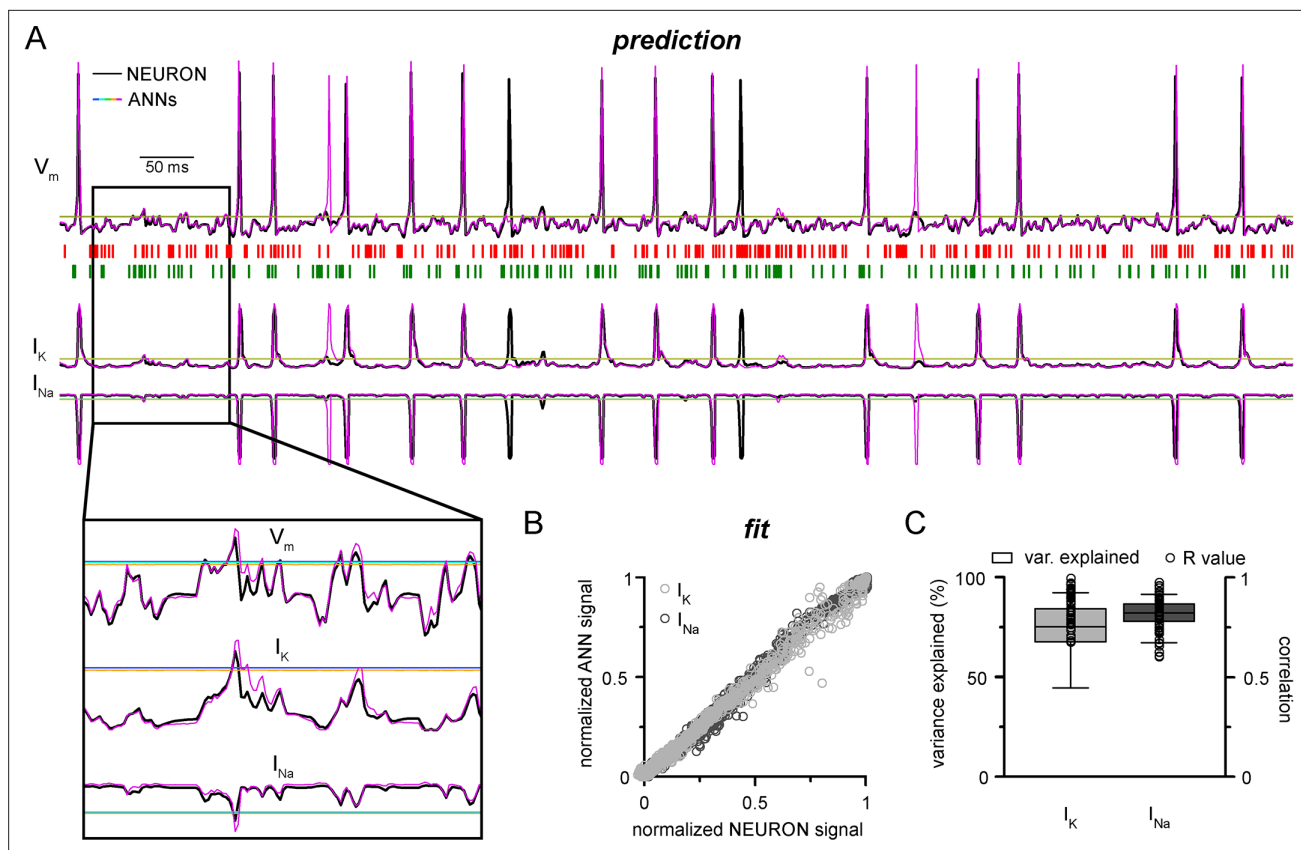 A
prediction
NEURON
ANNs
50 ms
Vm
IK
INa
Vm
IK
INa
B
fit
IK
INa
normalized ANN signal
1
0.5
0
0
0.5
1
normalized NEURON signal
C
var. explained
R value
variance explained (%)
100
50
0
1
0.5
0
correlation
IK
INa